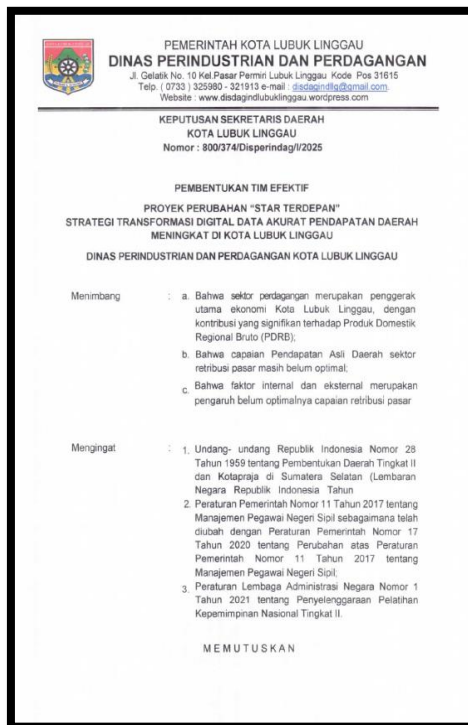 PEMERINTAH KOTA LUBUK LINGGAU
DINAS PERINDUSTRIAN DAN PERDAGANGAN
Jl. Gelatik No. 10 Kel.Pasar Permiri Lubuk Linggau Kode Pos 31615
Telp. ( 0733 ) 325980 - 321913 e-mail : disdagindllg@gmail.com.
Website : www.disdagindlubuklinggau.wordpress.com
KEPUTUSAN SEKRETARIS DAERAH
KOTA LUBUK LINGGAU
Nomor : 800/374/Disperindag/I/2025
PEMBENTUKAN TIM EFEKTIF
PROYEK PERUBAHAN "STAR TERDEPAN"
STRATEGI TRANSFORMASI DIGITAL DATA AKURAT PENDAPATAN DAERAH
MENINGKAT DI KOTA LUBUK LINGGAU
DINAS PERINDUSTRIAN DAN PERDAGANGAN KOTA LUBUK LINGGAU
Menimbang : a. Bahwa sektor perdagangan merupakan penggerak
utama ekonomi Kota Lubuk Linggau, dengan
kontribusi yang signifikan terhadap Produk Domestik
Regional Bruto (PDRB);
b. Bahwa capaian Pendapatan Asli Daerah sektor
retribusi pasar masih belum optimal;
c. Bahwa faktor internal dan eksternal merupakan
pengaruh belum optimalnya capaian retribusi pasar
Mengingat : 1. Undang- undang Republik Indonesia Nomor 28
Tahun 1959 tentang Pembentukan Daerah Tingkat II
dan Kotapraja di Sumatera Selatan (Lembaran
Negara Republik Indonesia Tahun
2. Peraturan Pemerintah Nomor 11 Tahun 2017 tentang
Manajemen Pegawai Negeri Sipil sebagaimana telah
diubah dengan Peraturan Pemerintah Nomor 17
Tahun 2020 tentang Perubahan atas Peraturan
Pemerintah Nomor 11 Tahun 2017 tentang
Manajemen Pegawai Negeri Sipil;
3. Peraturan Lembaga Administrasi Negara Nomor 1
Tahun 2021 tentang Penyelenggaraan Pelatihan
Kepemimpinan Nasional Tingkat II.
M E M U T U S K A N